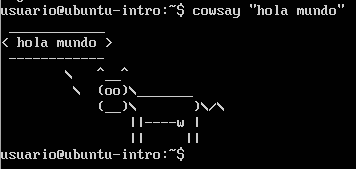 usuario@ubuntu-intro:~$ cowsay "hola mundo"
 ____________
< hola mundo >
 ------------
        \   ^__^
         \  (oo)\_______
            (__)\       )\/\
                ||----w |
                ||     ||
usuario@ubuntu-intro:~$